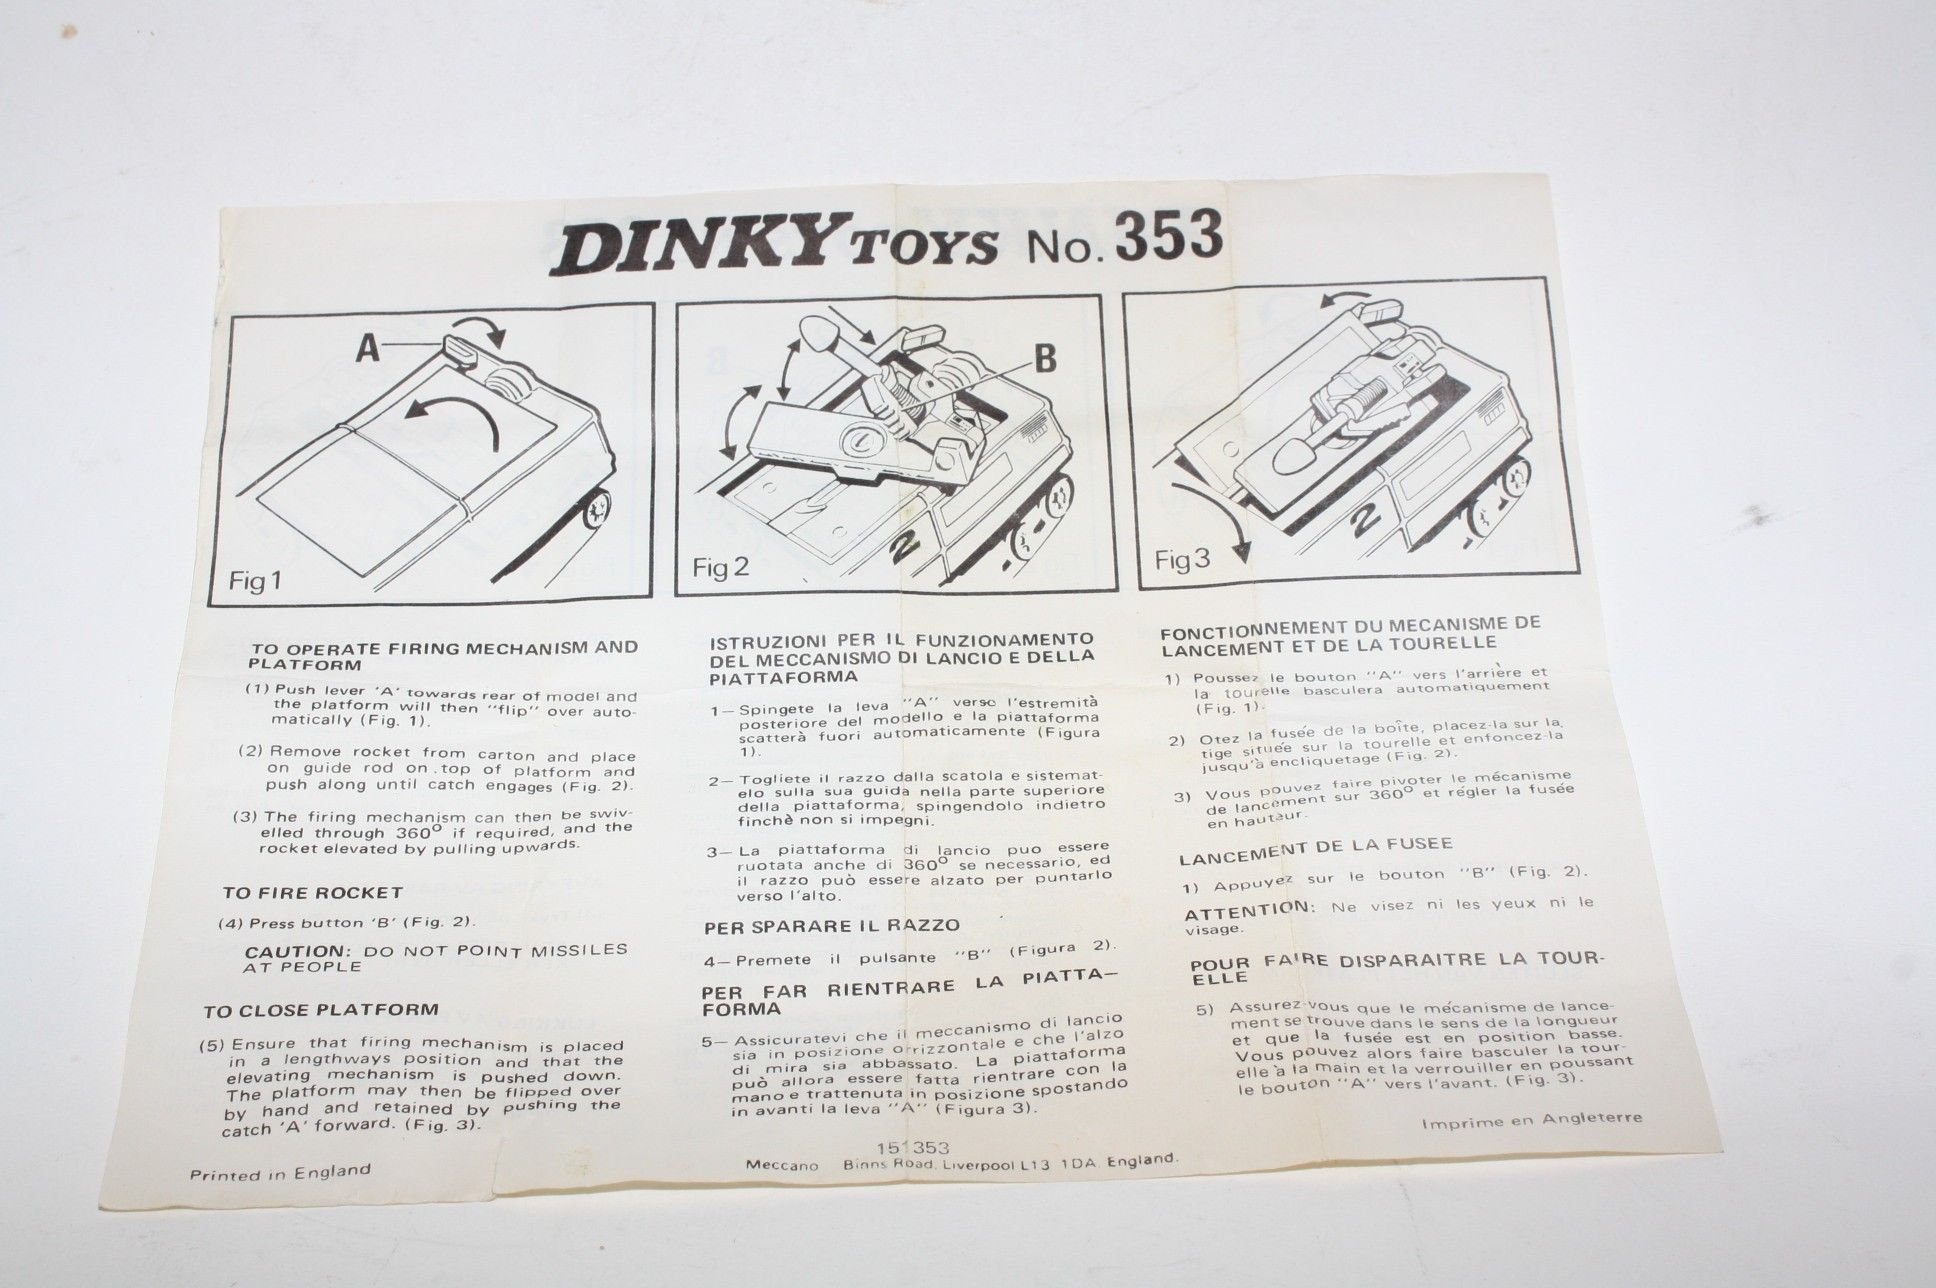 DINKY TOYS No. 353
A
Fig 1
B
2
Fig 2
2
Fig 3
TO OPERATE FIRING MECHANISM AND
PLATFORM
(1) Push lever 'A' towards rear of model and
the platform will then "flip" over auto-
matically (Fig. 1).
(2) Remove rocket from carton and place
on guide rod on top of platform and
push along until catch engages (Fig. 2).
(3) The firing mechanism can then be swiv-
elled through 360° if required, and the
rocket elevated by pulling upwards.
TO FIRE ROCKET
(4) Press button 'B' (Fig. 2).
CAUTION: DO NOT POINT MISSILES
AT PEOPLE
TO CLOSE PLATFORM
(5) Ensure that firing mechanism is placed
in a lengthways position and that the
elevating mechanism is pushed down.
The platform may then be flipped over
by hand and retained by pushing the
catch 'A' forward. (Fig. 3).
Printed in England
ISTRUZIONI PER IL FUNZIONAMENTO
DEL MECCANISMO DI LANCIO E DELLA
PIATTAFORMA
1— Spingete la leva "A" verso l'estremità
posteriore del modello e la piattaforma
scatterà fuori automaticamente (Figura
1).
2— Togliete il razzo dalla scatola e sistemat-
elo sulla sua guida nella parte superiore
della piattaforma, spingendolo indietro
finchè non si impegni.
3— La piattaforma di lancio puo essere
ruotata anche di 360° se necessario, ed
il razzo può essere alzato per puntarlo
verso l'alto.
PER SPARARE IL RAZZO
4— Premete il pulsante "B" (Figura 2).
PER FAR RIENTRARE LA PIATTA—
FORMA
5— Assicuratevi che il meccanismo di lancio
sia in posizione orrizzontale e che l'alzo
di mira sia abbassato. La piattaforma
può allora essere fatta rientrare con la
mano e trattenuta in posizione spostando
in avanti la leva "A" (Figura 3).
151353
Meccano Binns Road, Liverpool L13 1DA, England.
FONCTIONNEMENT DU MECANISME DE
LANCEMENT ET DE LA TOURELLE
1) Poussez le bouton "A" vers l'arrière et
la tourelle basculera automatiquement
(Fig. 1).
2) Otez la fusée de la boîte, placez-la sur la
tige située sur la tourelle et enfoncez-la
jusqu'à encliquetage (Fig. 2).
3) Vous pouvez faire pivoter le mécanisme
de lancement sur 360° et régler la fusée
en hauteur.
LANCEMENT DE LA FUSEE
1) Appuyez sur le bouton "B" (Fig. 2).
ATTENTION: Ne visez ni les yeux ni le
visage.
POUR FAIRE DISPARAITRE LA TOUR-
ELLE
5) Assurez-vous que le mécanisme de lance-
ment se trouve dans le sens de la longueur
et que la fusée est en position basse.
Vous pouvez alors faire basculer la tour-
elle à la main et la verrouiller en poussant
le bouton "A" vers l'avant. (Fig. 3).
Imprime en Angleterre